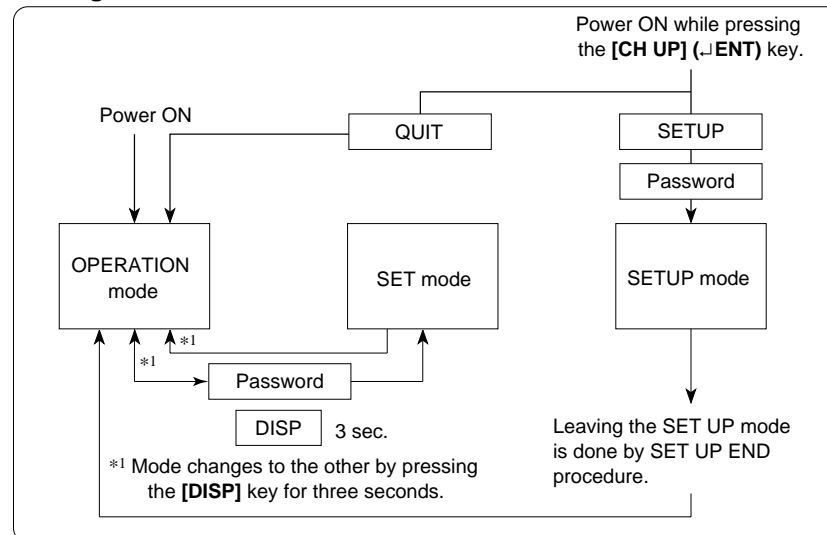 Power ON while pressing
the [CH UP] (↵ENT) key.
Power ON
QUIT
SETUP
Password
OPERATION
mode
SET mode
SETUP mode
*1
*1
Password
DISP 3 sec.
Leaving the SET UP mode
is done by SET UP END
procedure.
*1 Mode changes to the other by pressing
the [DISP] key for three seconds.